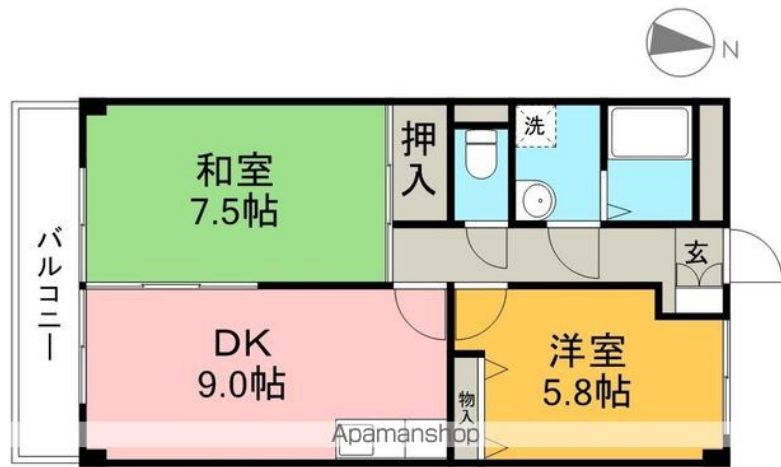 N
和室
7.5帖
押入
洗
玄
バルコニー
DK
9.0帖
洋室
5.8帖
物入
Apamanshop